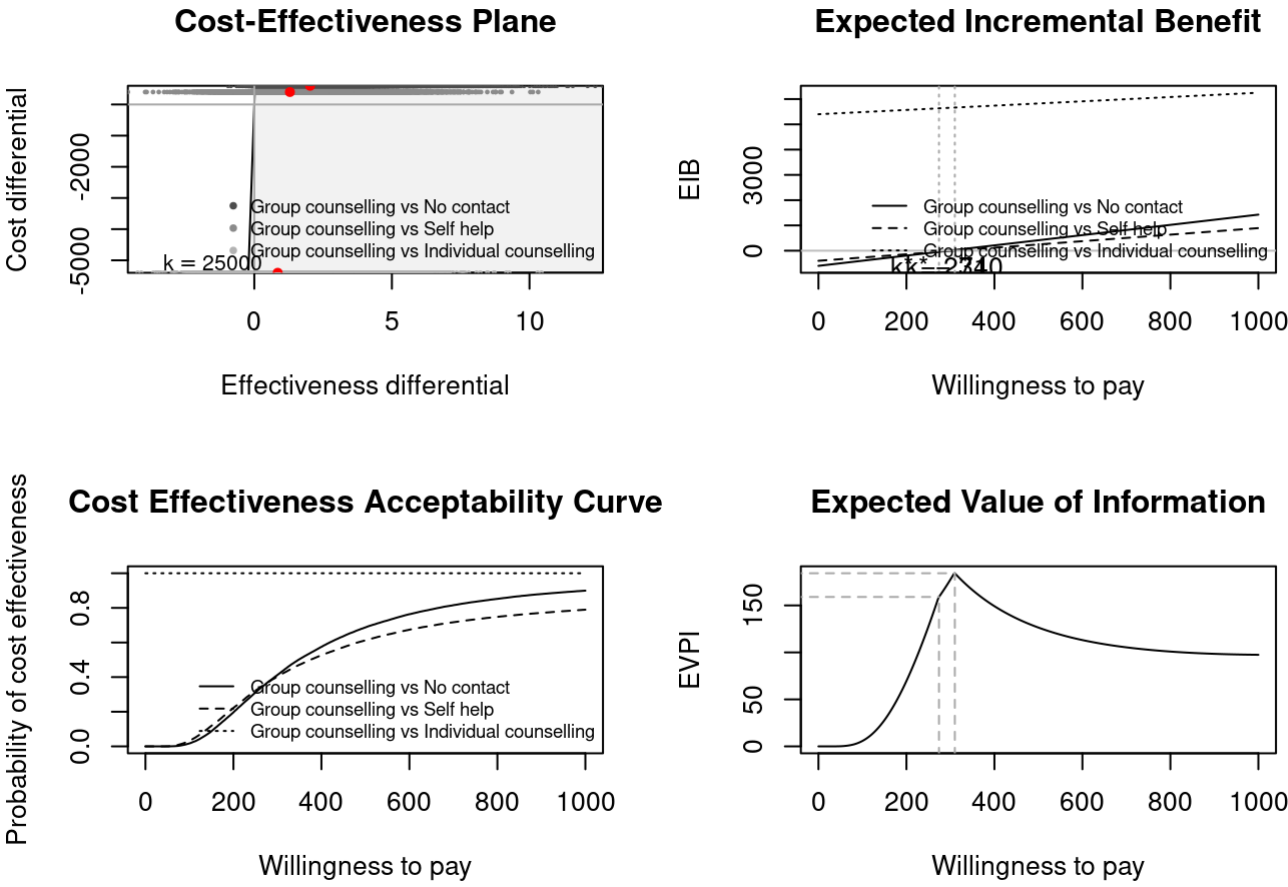 Cost-Effectiveness Plane
Cost differential
-2000
-5000
Group counselling vs No contact
Group counselling vs Self help
Group counselling vs Individual counselling
k = 25000
0 5 10
Effectiveness differential
Expected Incremental Benefit
EIB
3000
0
Group counselling vs No contact
Group counselling vs Self help
Group counselling vs Individual counselling
0 200 400 600 800 1000
Willingness to pay
Cost Effectiveness Acceptability Curve
Probability of cost effectiveness
0.8
0.4
0.0
Group counselling vs No contact
Group counselling vs Self help
Group counselling vs Individual counselling
0 200 400 600 800 1000
Willingness to pay
Expected Value of Information
EVPI
150
50
0
0 200 400 600 800 1000
Willingness to pay